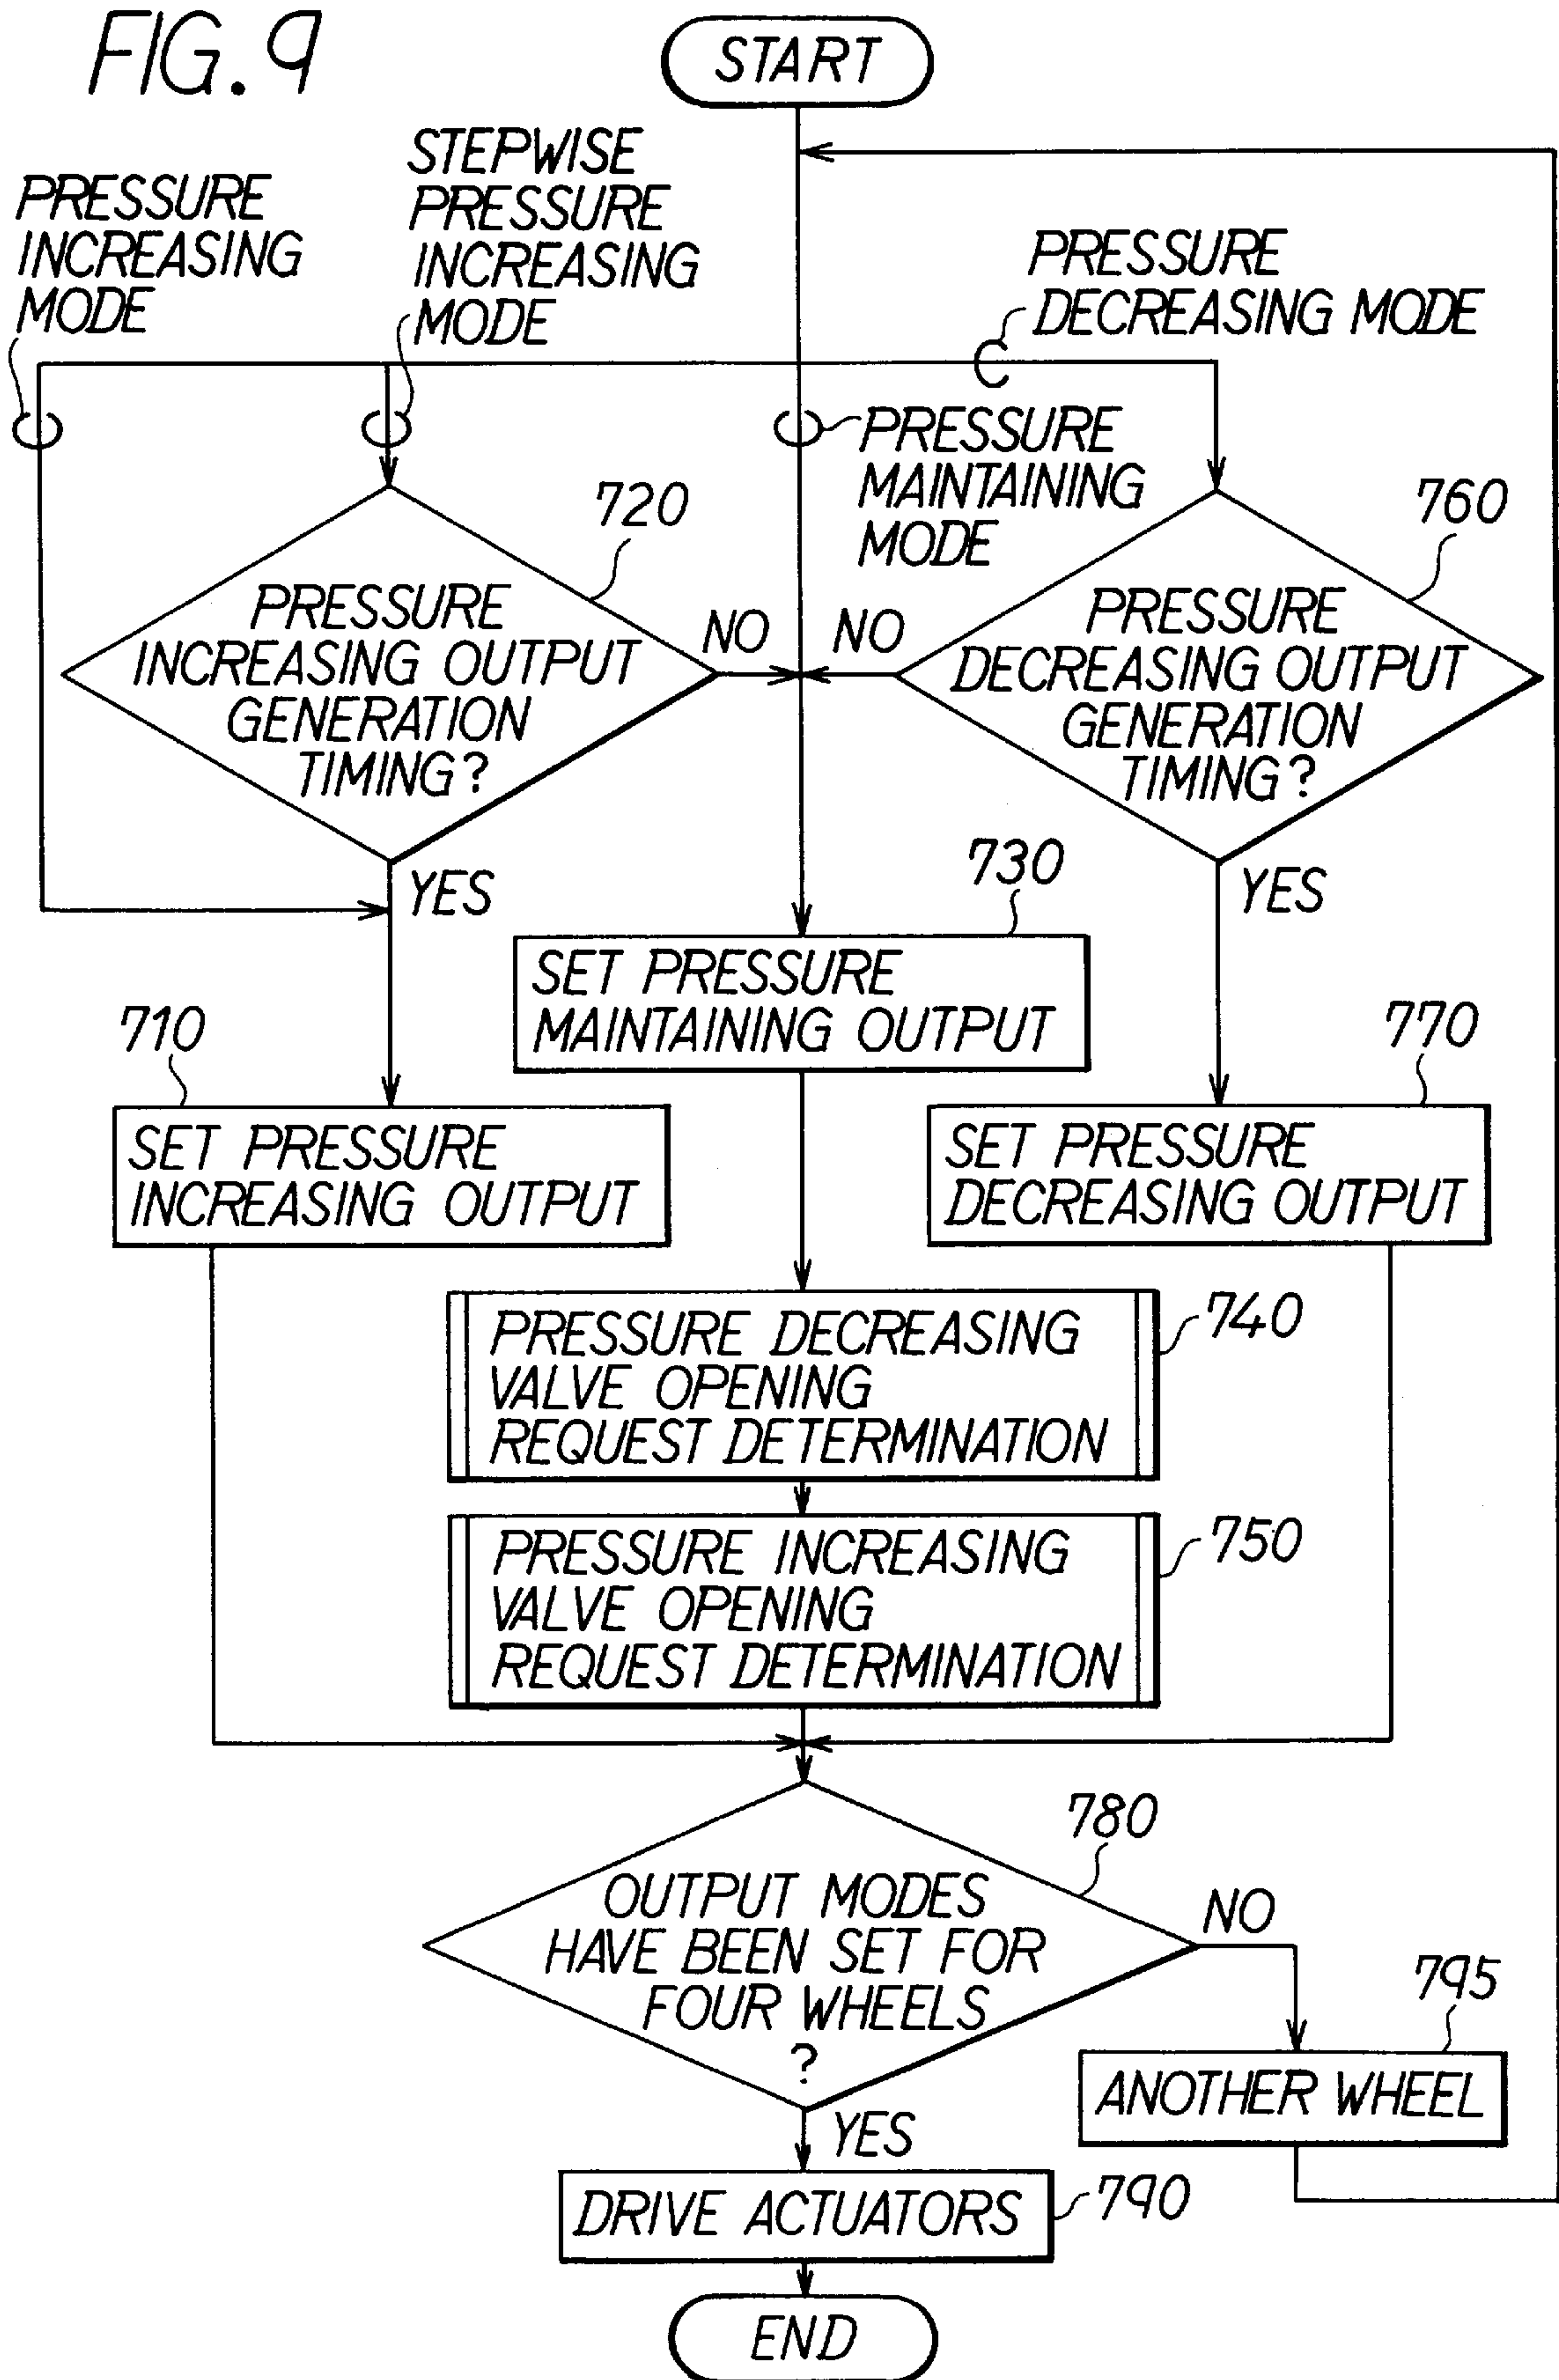 FIG. 9
START
PRESSURE
INCREASING
MODE
STEPWISE
PRESSURE
INCREASING
MODE
PRESSURE
DECREASING MODE
PRESSURE
MAINTAINING
MODE
720
PRESSURE
INCREASING OUTPUT
GENERATION
TIMING?
NO
YES
760
PRESSURE
DECREASING OUTPUT
GENERATION
TIMING?
NO
YES
730
SET PRESSURE
MAINTAINING OUTPUT
710
SET PRESSURE
INCREASING OUTPUT
770
SET PRESSURE
DECREASING OUTPUT
PRESSURE DECREASING
VALVE OPENING
REQUEST DETERMINATION
740
PRESSURE INCREASING
VALVE OPENING
REQUEST DETERMINATION
750
780
OUTPUT MODES
HAVE BEEN SET FOR
FOUR WHEELS
?
NO
YES
795
ANOTHER WHEEL
DRIVE ACTUATORS
790
END